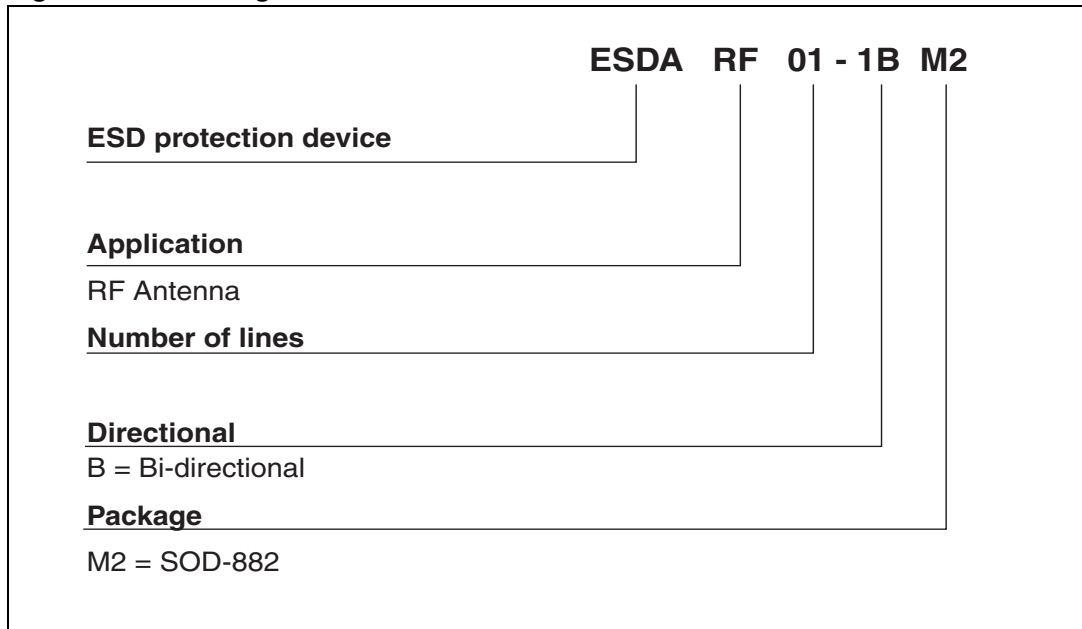 ESDA RF 01 - 1B M2
ESD protection device
Application
RF Antenna
Number of lines
Directional
B = Bi-directional
Package
M2 = SOD-882